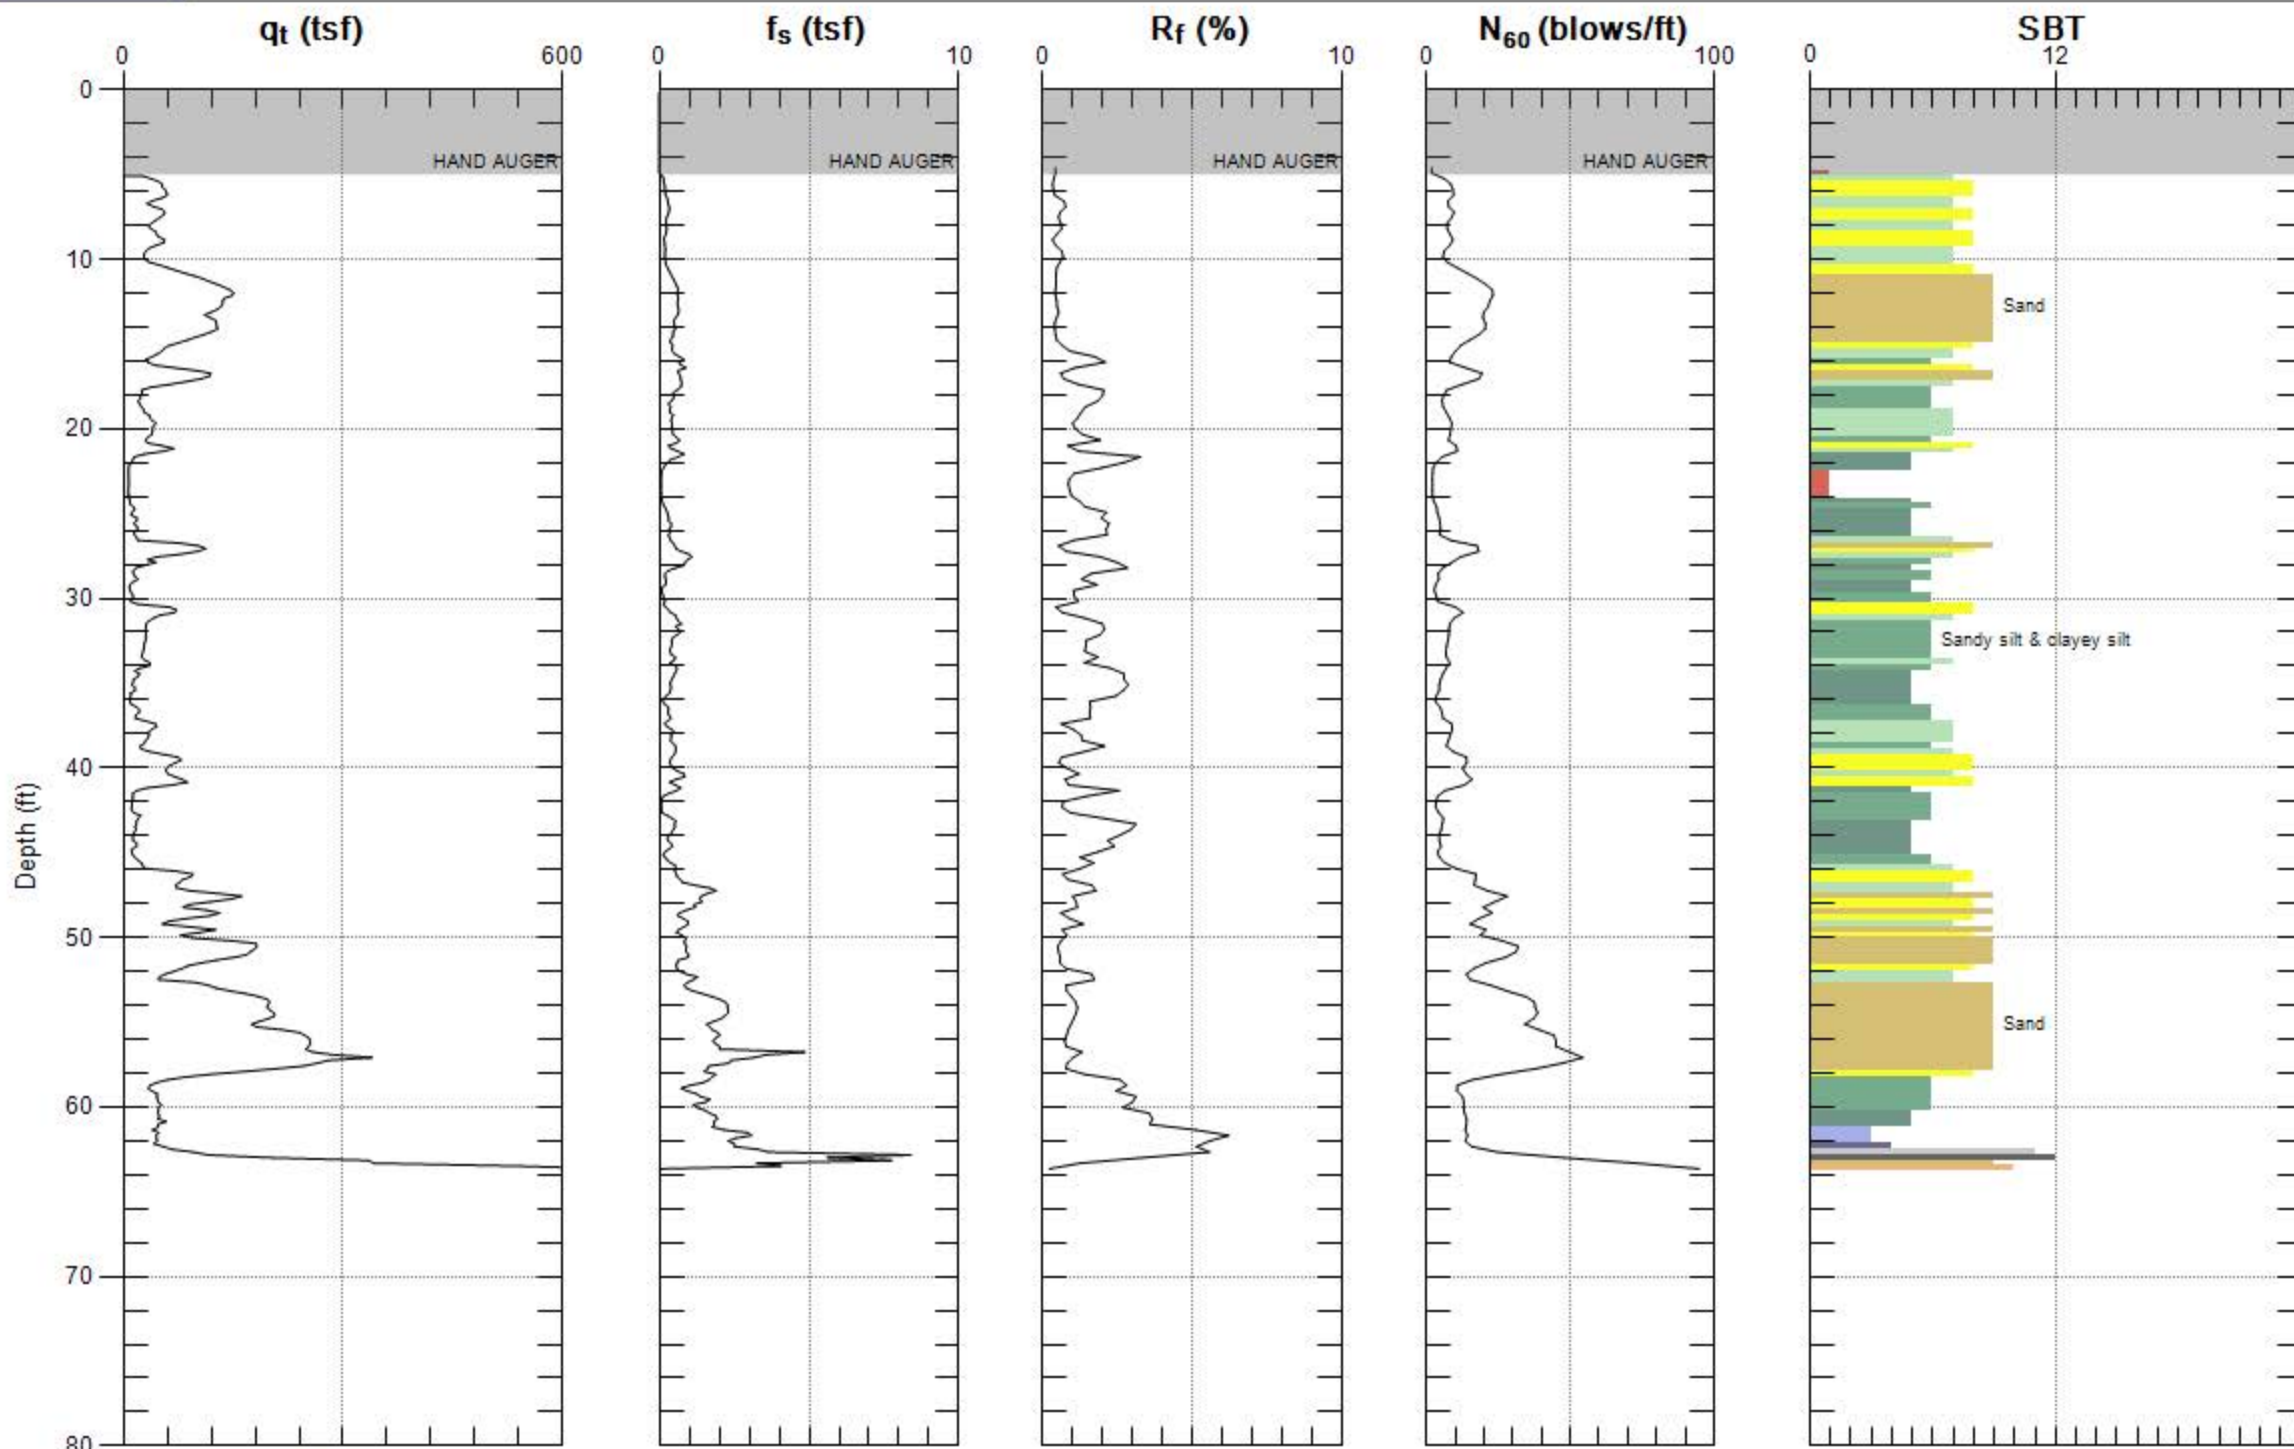 qt (tsf) fs (tsf) Rf (%) N60 (blows/ft) SBT
0 600 0 10 0 10 0 100 0 12
0
HAND AUGER HAND AUGER HAND AUGER HAND AUGER
10
Sand
20
30
Sandy silt & clayey silt
40
Depth (ft)
50
Sand
60
70
80